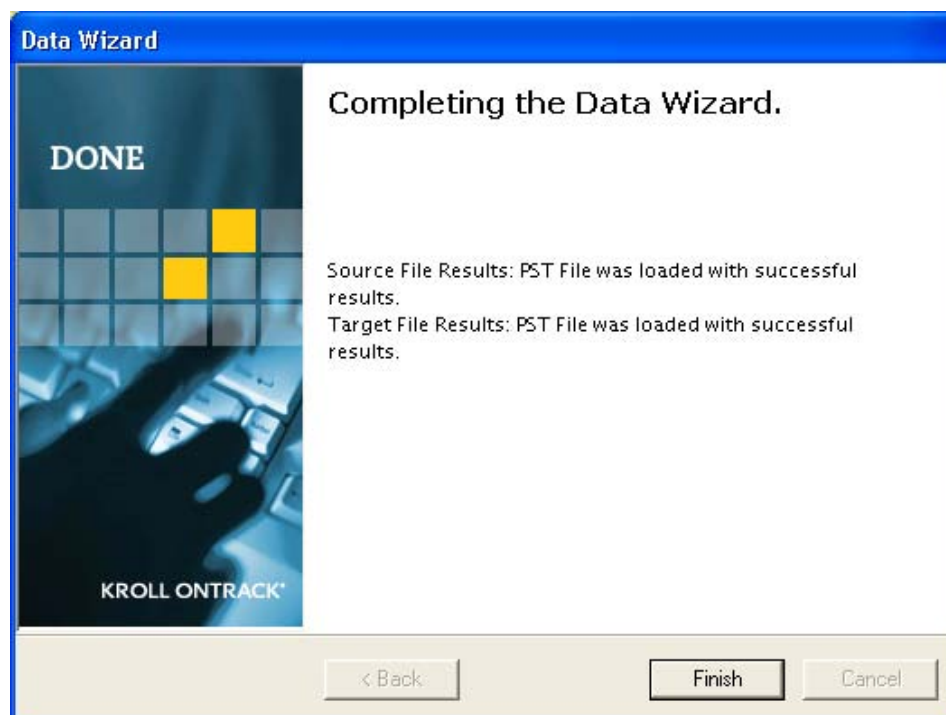 Data Wizard
DONE
KROLL ONTRACK®
Completing the Data Wizard.
Source File Results: PST File was loaded with successful
results.
Target File Results: PST File was loaded with successful
results.
< Back
Finish
Cancel